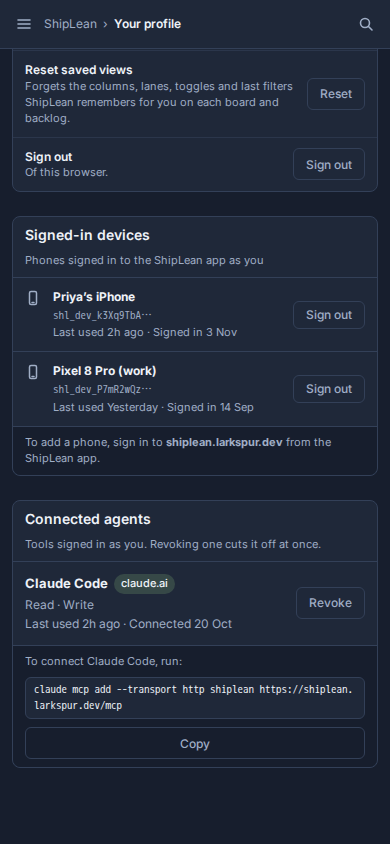 ShipLean › Your profile
Reset saved views
Forgets the columns, lanes, toggles and last filters
ShipLean remembers for you on each board and
backlog.
Reset
Sign out
Of this browser.
Sign out
Signed-in devices
Phones signed in to the ShipLean app as you
Priya's iPhone
shl_dev_k3Xq9TbA···
Last used 2h ago · Signed in 3 Nov
Sign out
Pixel 8 Pro (work)
shl_dev_P7mR2wQz···
Last used Yesterday · Signed in 14 Sep
Sign out
To add a phone, sign in to shiplean.larkspur.dev from the
ShipLean app.
Connected agents
Tools signed in as you. Revoking one cuts it off at once.
Claude Code claude.ai
Read · Write
Last used 2h ago · Connected 20 Oct
Revoke
To connect Claude Code, run:
claude mcp add --transport http shiplean https://shiplean.
larkspur.dev/mcp
Copy